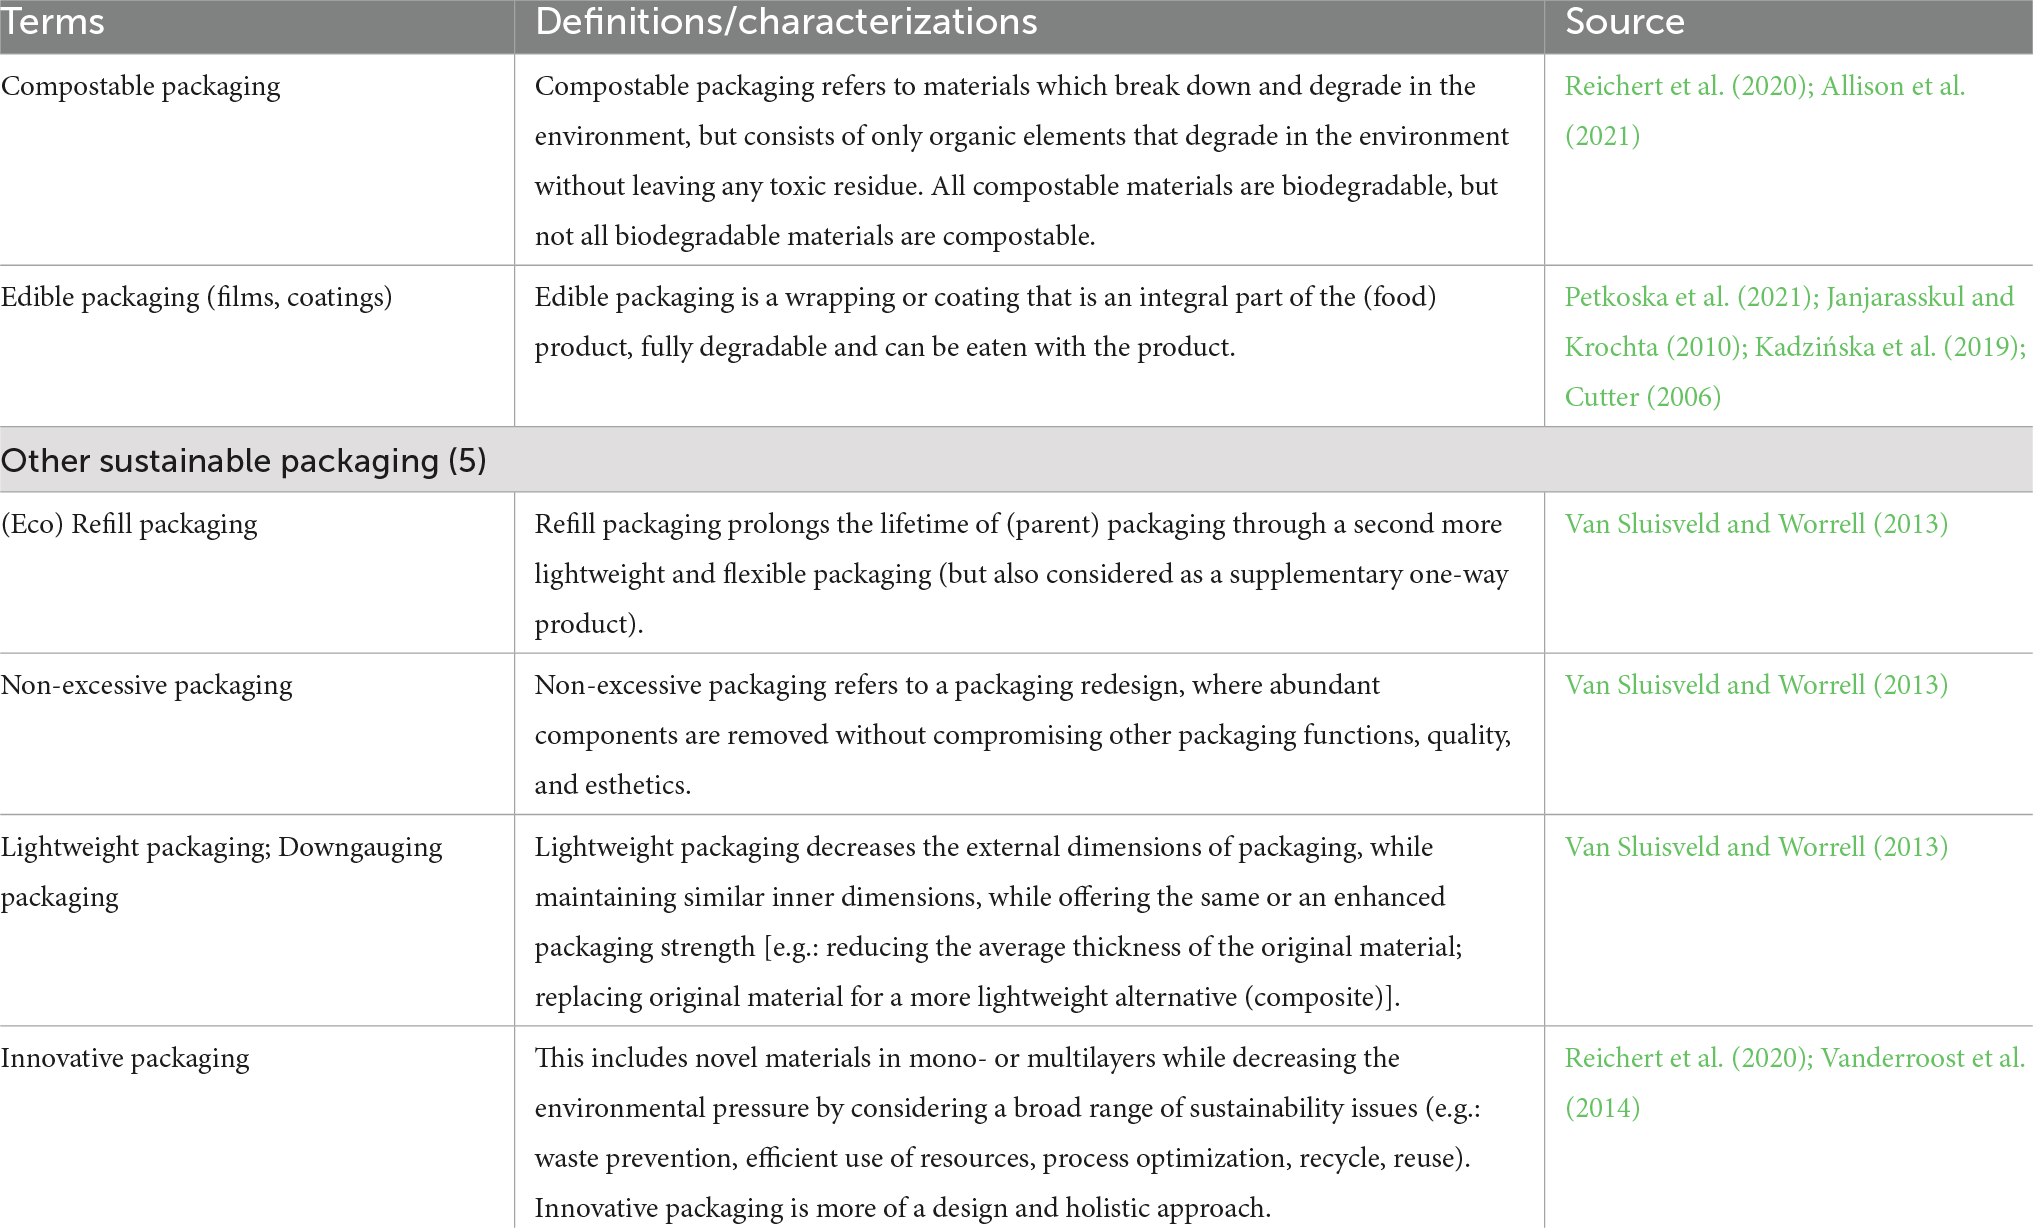 Terms
Definitions/characterizations
Source
Compostable packaging
Compostable packaging refers to materials which break down and degrade in the
environment, but consists of only organic elements that degrade in the environment
without leaving any toxic residue. All compostable materials are biodegradable, but
not all biodegradable materials are compostable.
Reichert et al. (2020); Allison et al.
(2021)
Edible packaging (films, coatings)
Edible packaging is a wrapping or coating that is an integral part of the (food)
product, fully degradable and can be eaten with the product.
Petkoska et al. (2021); Janjarasskul and
Krochta (2010); Kadzińska et al. (2019);
Cutter (2006)
Other sustainable packaging (5)
(Eco) Refill packaging
Refill packaging prolongs the lifetime of (parent) packaging through a second more
lightweight and flexible packaging (but also considered as a supplementary one-way
product).
Van Sluisveld and Worrell (2013)
Non-excessive packaging
Non-excessive packaging refers to a packaging redesign, where abundant
components are removed without compromising other packaging functions, quality,
and esthetics.
Van Sluisveld and Worrell (2013)
Lightweight packaging; Downgauging
packaging
Lightweight packaging decreases the external dimensions of packaging, while
maintaining similar inner dimensions, while offering the same or an enhanced
packaging strength [e.g.: reducing the average thickness of the original material;
replacing original material for a more lightweight alternative (composite)].
Van Sluisveld and Worrell (2013)
Innovative packaging
This includes novel materials in mono- or multilayers while decreasing the
environmental pressure by considering a broad range of sustainability issues (e.g.:
waste prevention, efficient use of resources, process optimization, recycle, reuse).
Innovative packaging is more of a design and holistic approach.
Reichert et al. (2020); Vanderroost et al.
(2014)